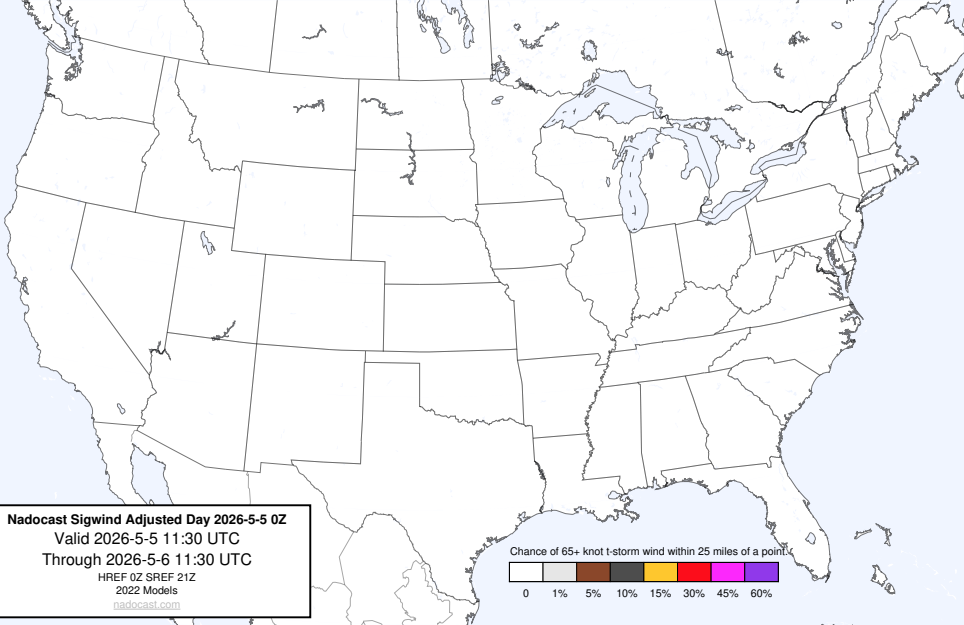 Nadocast Sigwind Adjusted Day 2026-5-5 0Z
Valid 2026-5-5 11:30 UTC
Through 2026-5-6 11:30 UTC
HREF 0Z SREF 21Z
2022 Models
nadocast.com
Chance of 65+ knot t-storm wind within 25 miles of a point.
0 1% 5% 10% 15% 30% 45% 60%